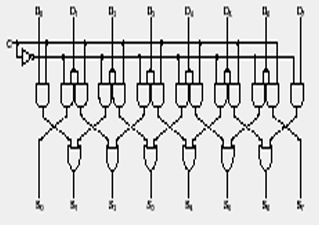 D₀ D₁ D₂ D₃ D₄ D₅ D₆ D₇
C
S₀ S₁ S₂ S₃ S₄ S₅ S₆ S₇